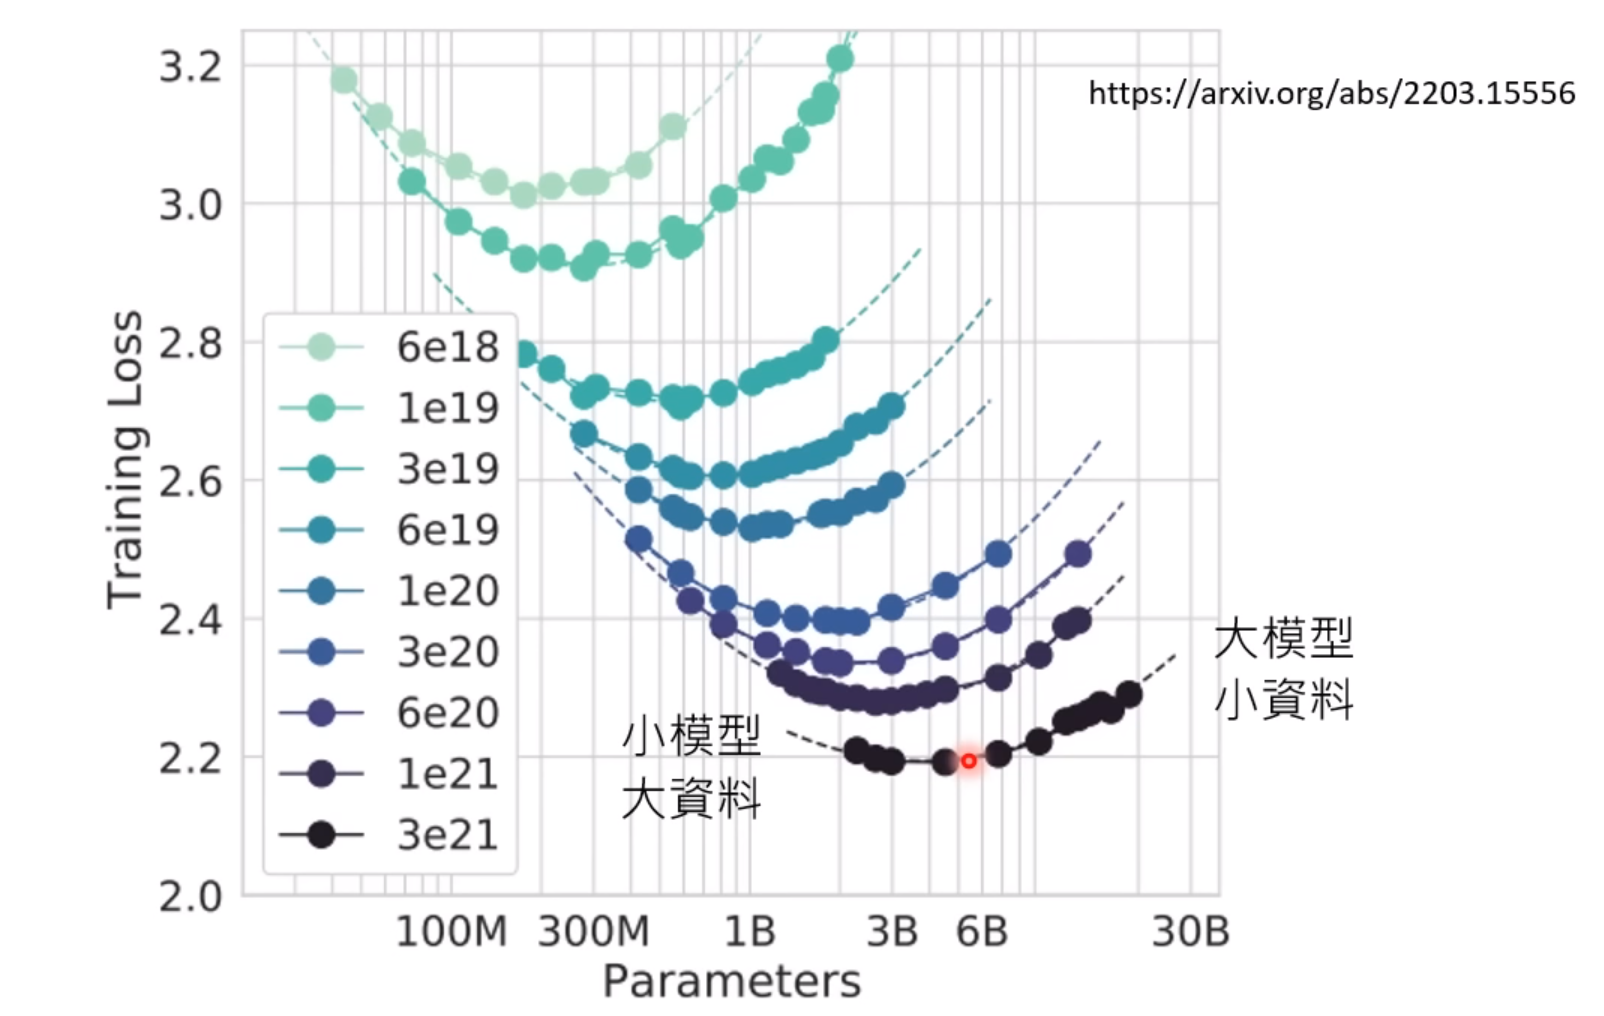 3.2
3.0
2.8
2.6
2.4
2.2
2.0
Training Loss
6e18
1e19
3e19
6e19
1e20
3e20
6e20
1e21
3e21
100M
300M
1B
3B
6B
30B
Parameters
https://arxiv.org/abs/2203.15556
小模型
大資料
大模型
小資料